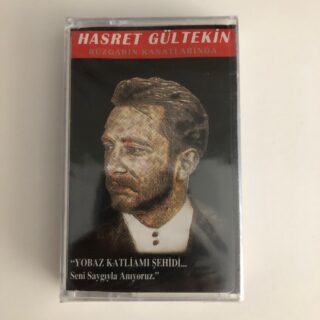 HASRET GÜLTEKİN
RÜZGARIN KANATLARINDA
"YOBAZ KATLİAMI ŞEHİDİ...
Seni Saygıyla Anıyoruz."